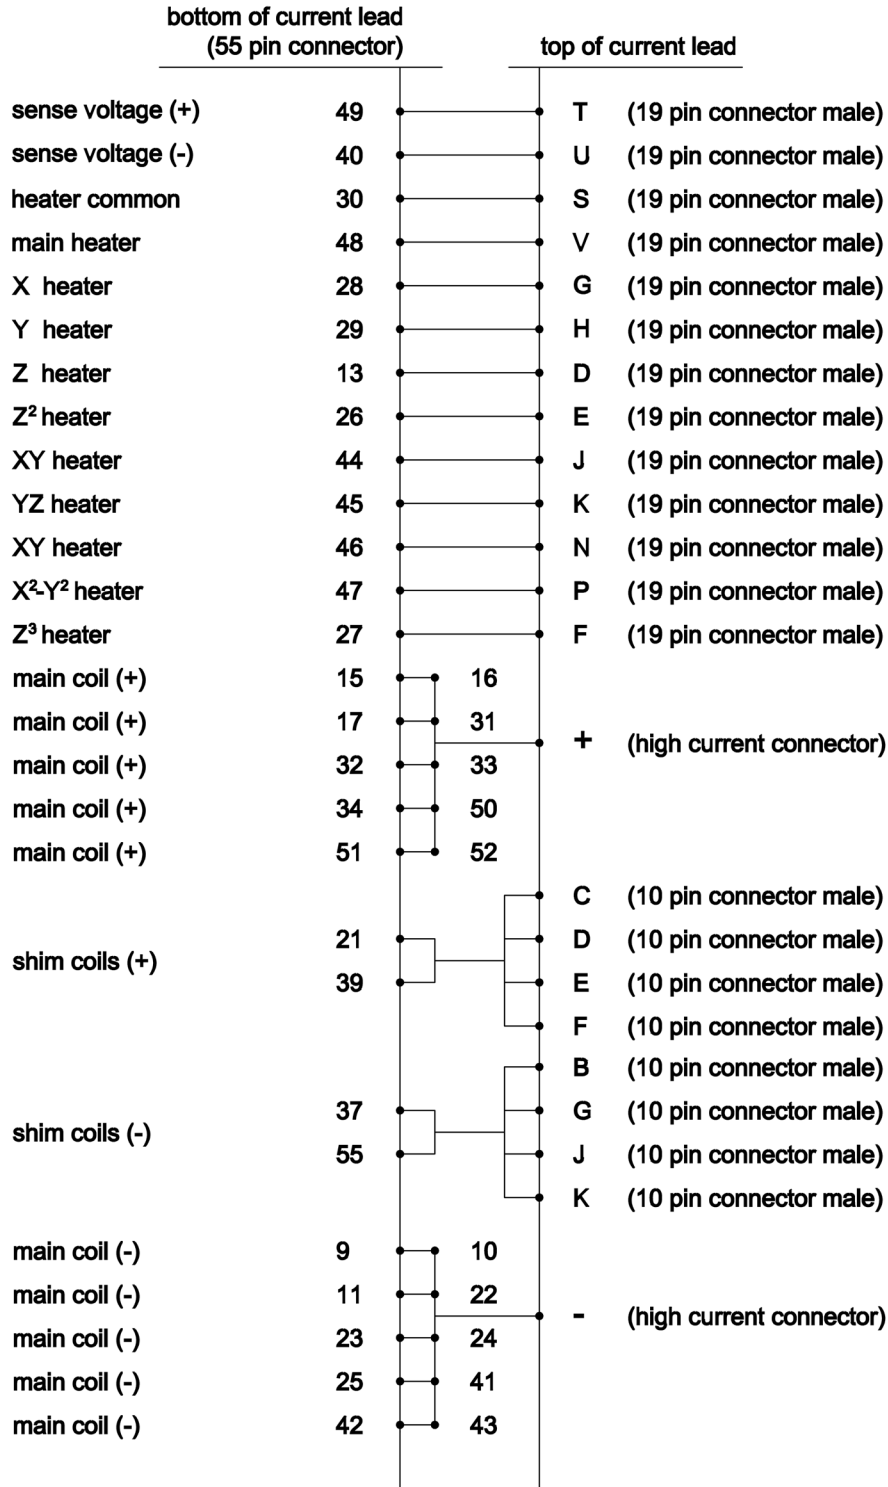 bottom of current lead
(55 pin connector)
top of current lead
sense voltage (+) 49 T (19 pin connector male)
sense voltage (-) 40 U (19 pin connector male)
heater common 30 S (19 pin connector male)
main heater 48 V (19 pin connector male)
X heater 28 G (19 pin connector male)
Y heater 29 H (19 pin connector male)
Z heater 13 D (19 pin connector male)
Z² heater 26 E (19 pin connector male)
XY heater 44 J (19 pin connector male)
YZ heater 45 K (19 pin connector male)
XY heater 46 N (19 pin connector male)
X²-Y² heater 47 P (19 pin connector male)
Z³ heater 27 F (19 pin connector male)
main coil (+) 15 16
main coil (+) 17 31
+ (high current connector)
main coil (+) 32 33
main coil (+) 34 50
main coil (+) 51 52
C (10 pin connector male)
21 D (10 pin connector male)
shim coils (+)
39 E (10 pin connector male)
F (10 pin connector male)
B (10 pin connector male)
37 G (10 pin connector male)
shim coils (-)
55 J (10 pin connector male)
K (10 pin connector male)
main coil (-) 9 10
main coil (-) 11 22
- (high current connector)
main coil (-) 23 24
main coil (-) 25 41
main coil (-) 42 43